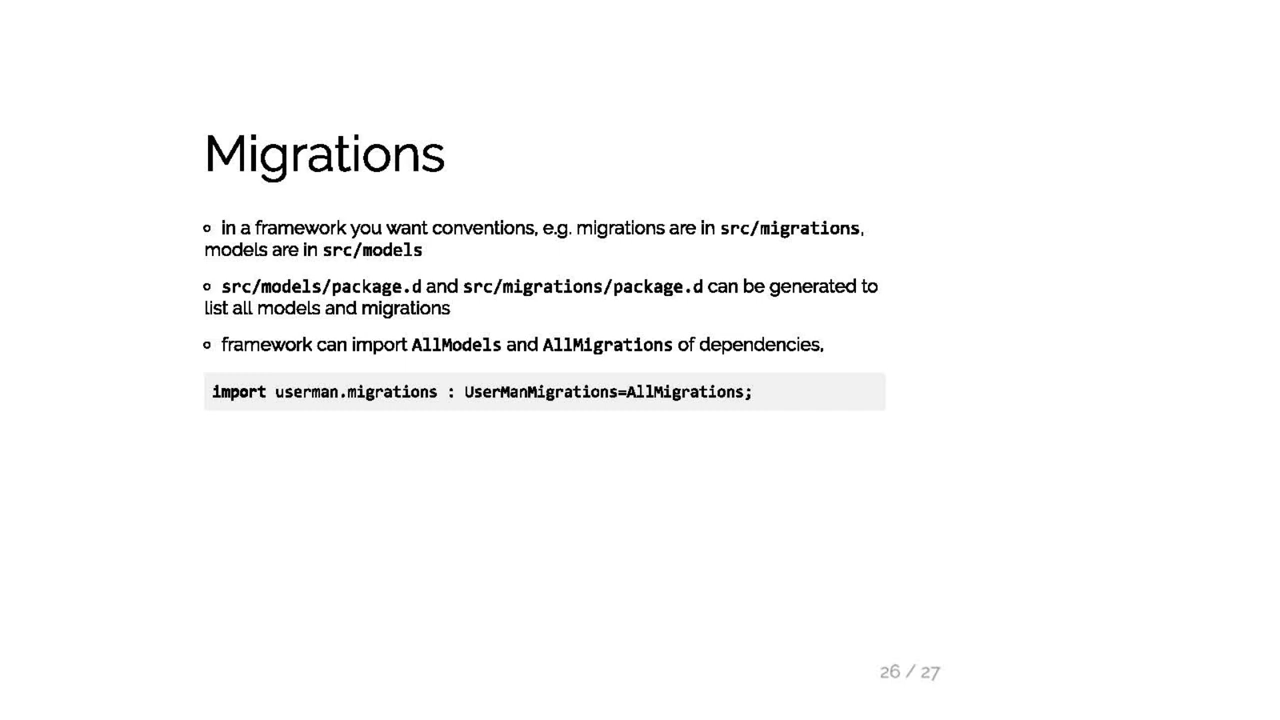 Migrations
in a framework you want conventions, e.g. migrations are in src/migrations,
models are in src/models
src/models/package.d and src/migrations/package.d can be generated to
list all models and migrations
framework can import AllModels and AllMigrations of dependencies,
import userman.migrations : UserManMigrations=AllMigrations;
26 / 27